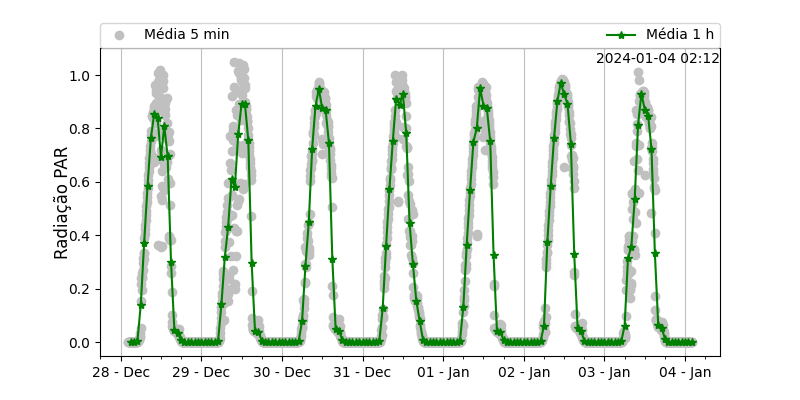 Média 5 min
Média 1 h
2024-01-04 02:12
Radiação PAR
1.0
0.8
0.6
0.4
0.2
0.0
28 - Dec
29 - Dec
30 - Dec
31 - Dec
01 - Jan
02 - Jan
03 - Jan
04 - Jan